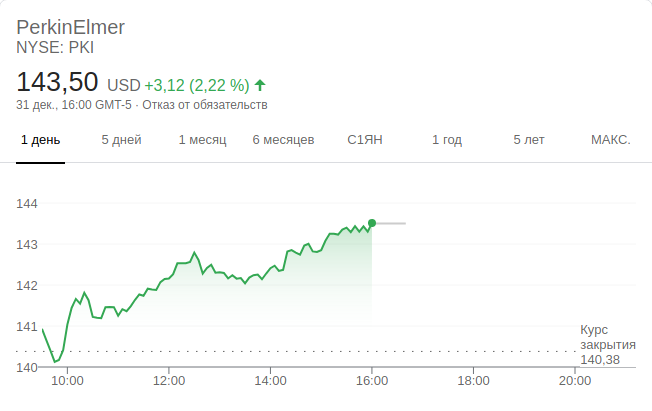 PerkinElmer
NYSE: PKI
143,50 USD +3,12 (2,22 %)
31 дек., 16:00 GMT-5 · Отказ от обязательств
1 день 5 дней 1 месяц 6 месяцев С1ЯН 1 год 5 лет МАКС.
144
143
142
141
140
Курс
закрытия
140,38
10:00 12:00 14:00 16:00 18:00 20:00